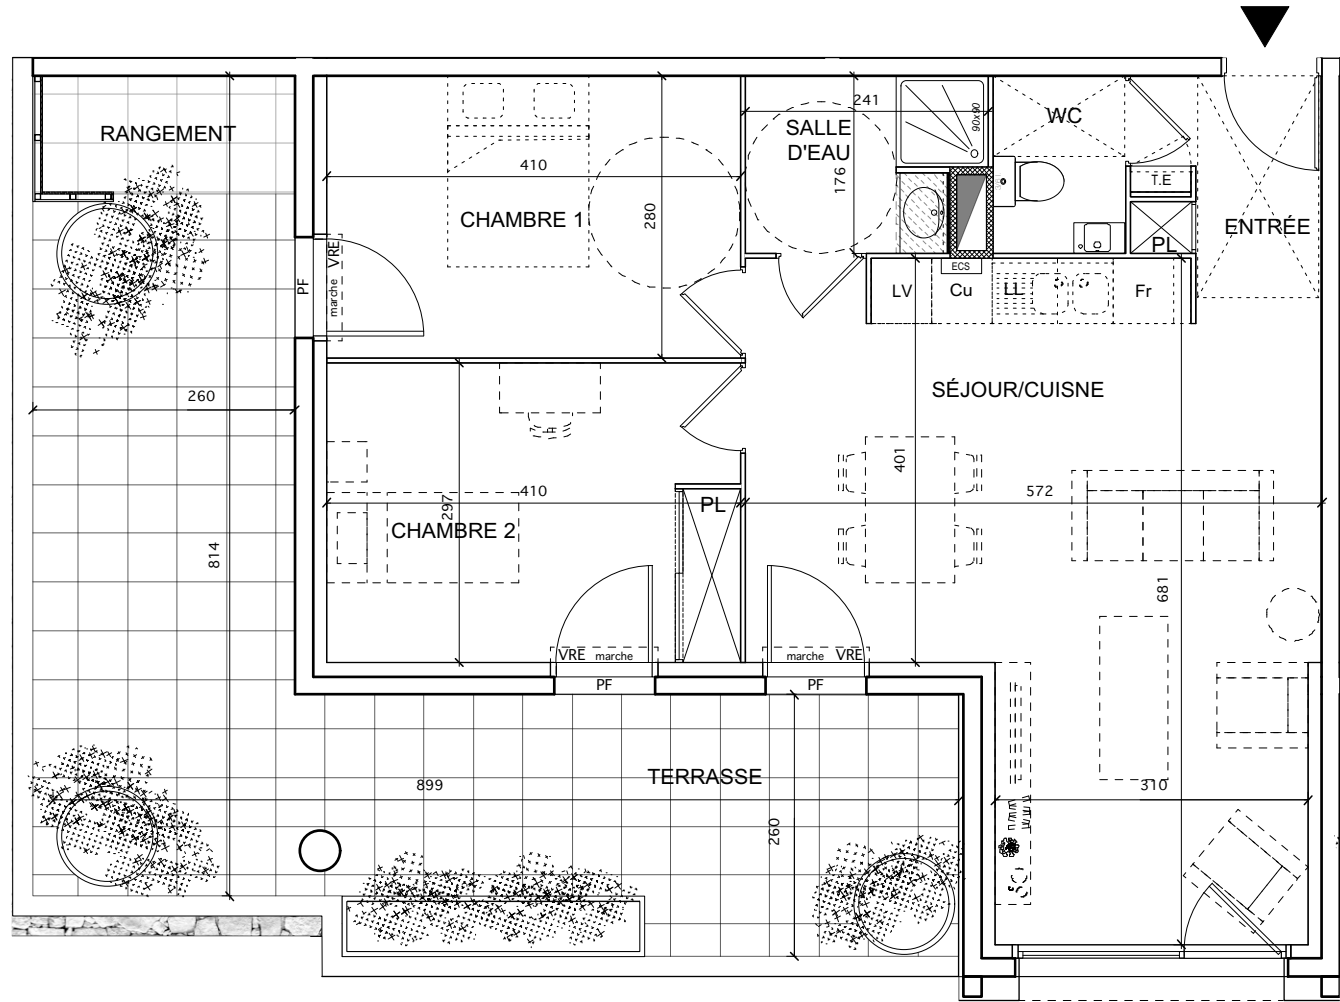 RANGEMENT
241
90x90
WC
SALLE
D'EAU
176
410
T.E
CHAMBRE 1
280
ENTRÉE
PL
VRE
marche
PF
ECS
LV
Cu
LL
Fr
260
SÉJOUR/CUISNE
401
410
572
297
PL
CHAMBRE 2
814
681
VRE marche
marche VRE
PF
PF
TERRASSE
899
310
260